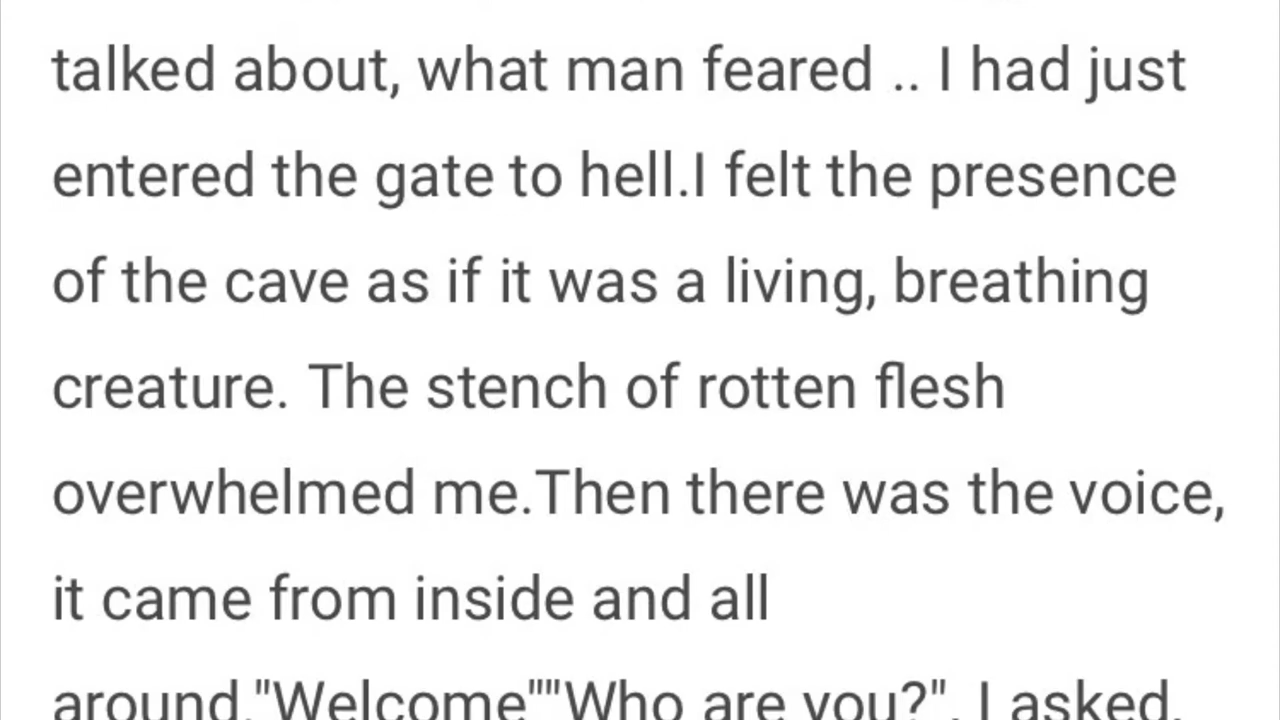 talked about, what man feared .. I had just
entered the gate to hell.I felt the presence
of the cave as if it was a living, breathing
creature. The stench of rotten flesh
overwhelmed me.Then there was the voice,
it came from inside and all
around."Welcome""Who are you?", I asked.